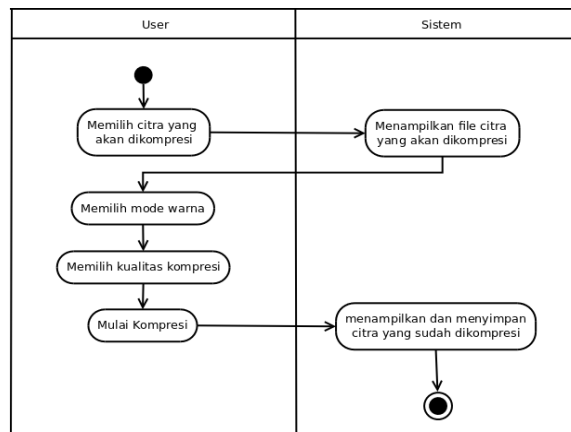 User
Sistem
Memilih citra yang
akan dikompresi
Menampilkan file citra
yang akan dikompresi
Memilih mode warna
Memilih kualitas kompresi
Mulai Kompresi
menampilkan dan menyimpan
citra yang sudah dikompresi